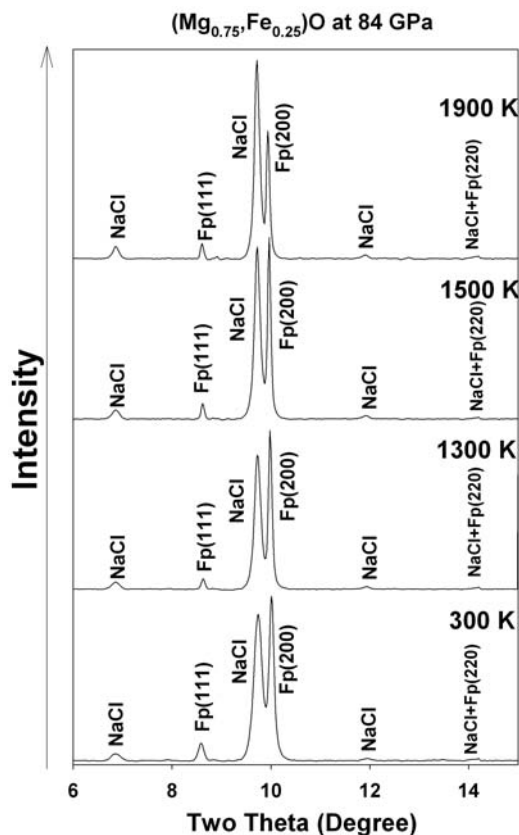 (Mg0.75,Fe0.25)O at 84 GPa
1900 K
NaCl
Fp(111)
NaCl
Fp(200)
NaCl
NaCl+Fp(220)
1500 K
NaCl
Fp(111)
NaCl
Fp(200)
NaCl
NaCl+Fp(220)
1300 K
NaCl
Fp(111)
NaCl
Fp(200)
NaCl
NaCl+Fp(220)
300 K
NaCl
Fp(111)
NaCl
Fp(200)
NaCl
NaCl+Fp(220)
Intensity
6 8 10 12 14
Two Theta (Degree)